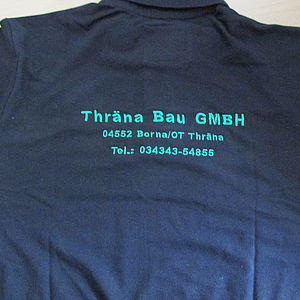 Thräna Bau GMBH
04552 Borna/OT Thräna
Tel.: 034343-54855